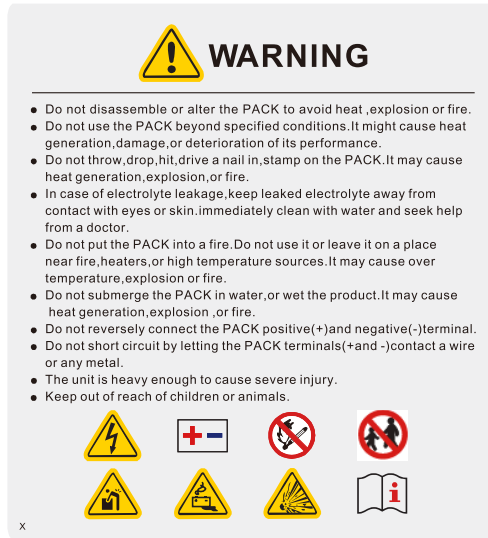 WARNING
● Do not disassemble or alter the PACK to avoid heat ,explosion or fire.
● Do not use the PACK beyond specified conditions.It might cause heat
generation,damage,or deterioration of its performance.
● Do not throw,drop,hit,drive a nail in,stamp on the PACK.It may cause
heat generation,explosion,or fire.
● In case of electrolyte leakage,keep leaked electrolyte away from
contact with eyes or skin.immediately clean with water and seek help
from a doctor.
● Do not put the PACK into a fire.Do not use it or leave it on a place
near fire,heaters,or high temperature sources.It may cause over
temperature,explosion or fire.
● Do not submerge the PACK in water,or wet the product.It may cause
heat generation,explosion ,or fire.
● Do not reversely connect the PACK positive(+)and negative(-)terminal.
● Do not short circuit by letting the PACK terminals(+and -)contact a wire
or any metal.
● The unit is heavy enough to cause severe injury.
● Keep out of reach of children or animals.
X